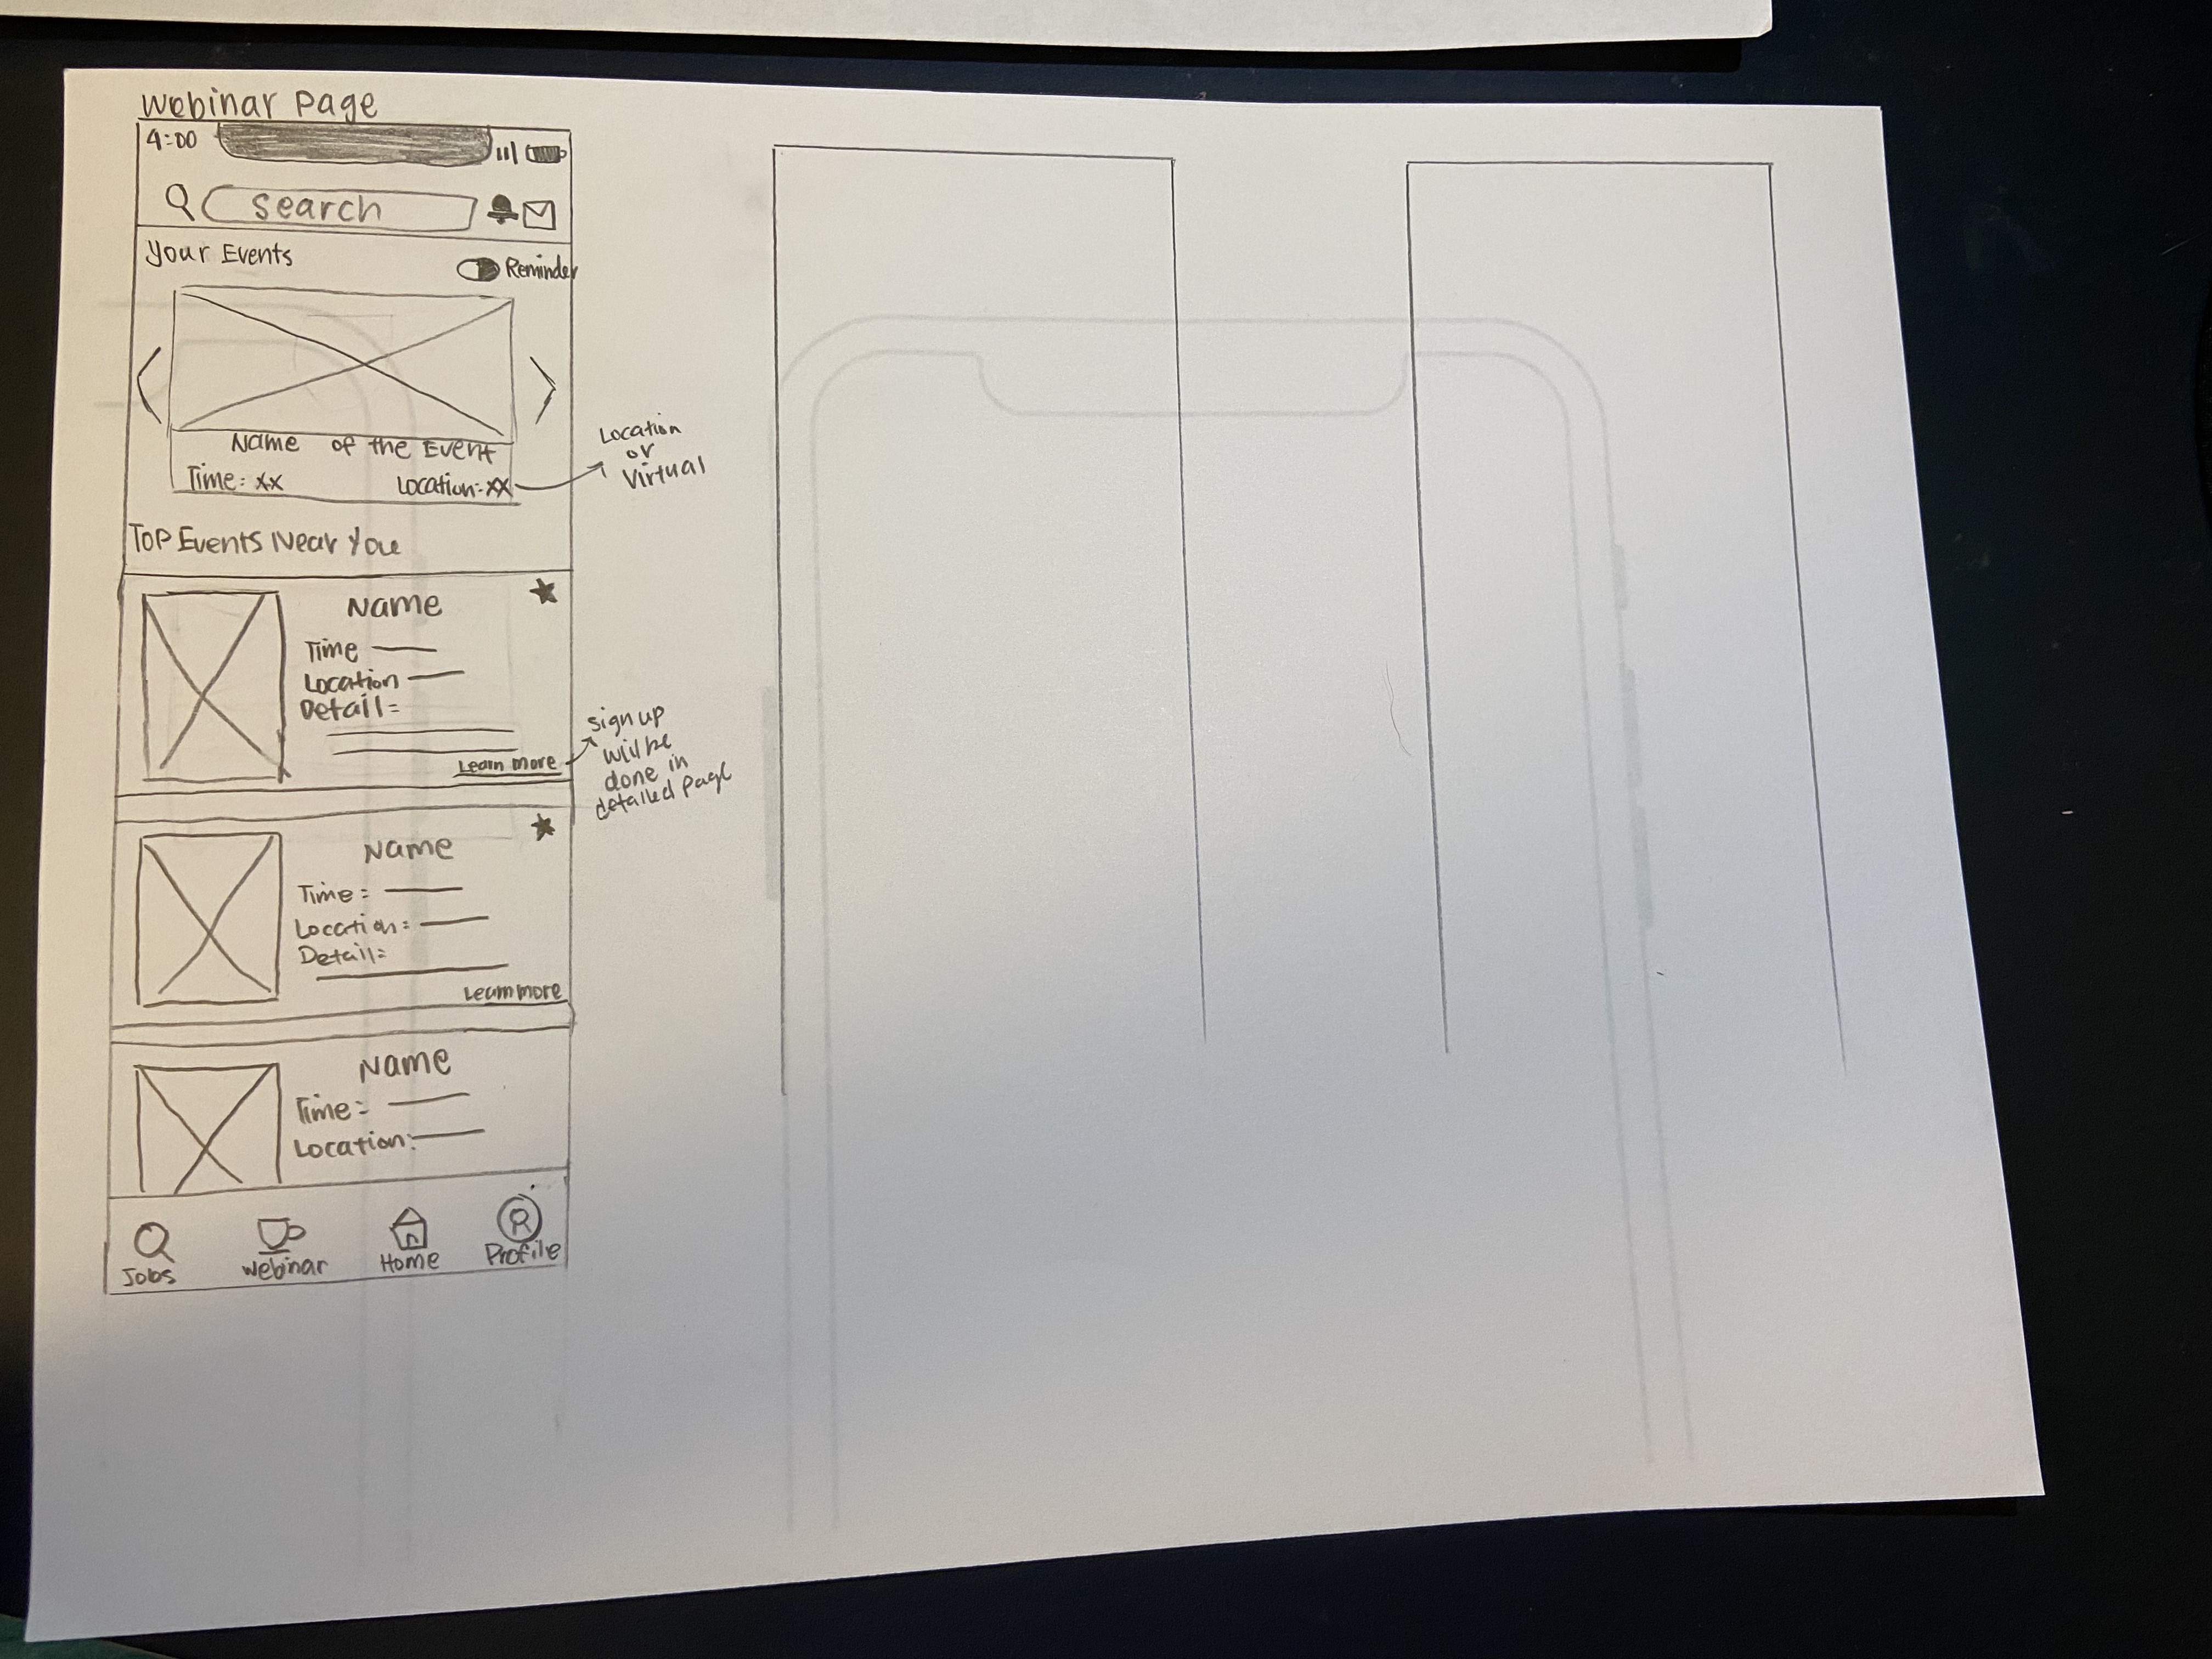 Webinar Page
4:00
Search
Your Events
Reminder
Name of the Event
Time: xx Location: xx
Location
or
Virtual
Top Events Near You
Name
Time
Location
Detail:
Learn more
sign up
will be
done in
detailed page
Name
Time:
Location:
Detail:
Learn more
Name
Time:
Location:
Jobs Webinar Home Profile